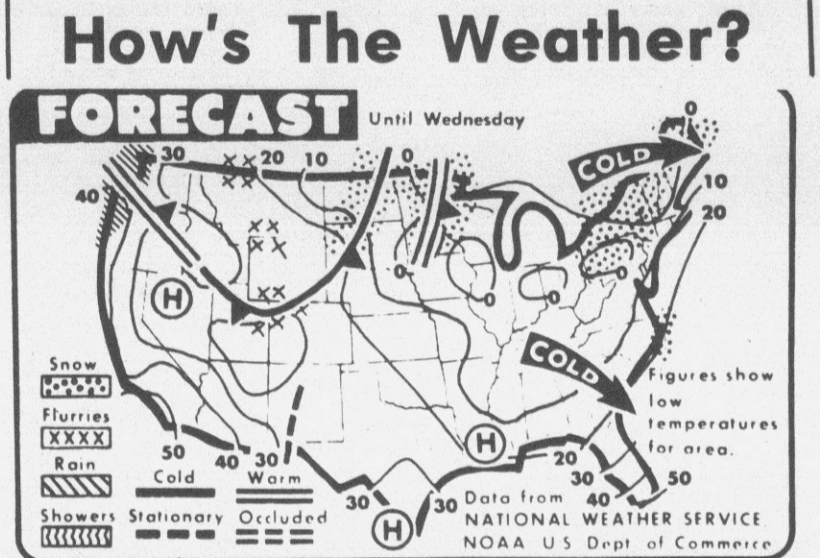 How's The Weather?
FORECAST Until Wednesday
0
30 20 10 0
COLD
40
10
20
0
0 0 0
H
COLD
Snow
Flurries
XXXX
Rain
Showers
Cold
Warm
Stationary
Occluded
50 40 30
30
H
30
H
20
30
40
50
Figures show
low
temperatures
for area.
Data from
NATIONAL WEATHER SERVICE
NOAA US Dept. of Commerce